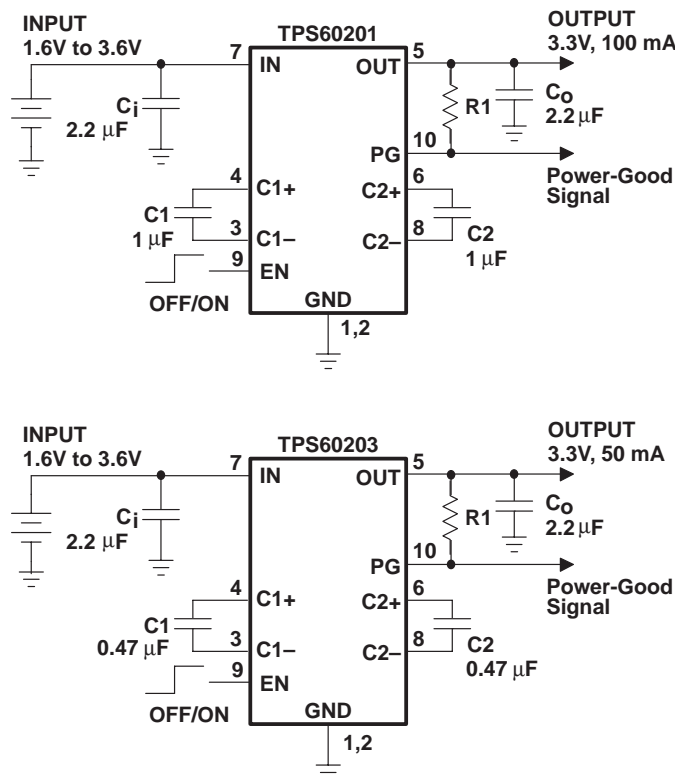 INPUT
1.6V to 3.6V
TPS60201
OUTPUT
3.3V, 100 mA
7
IN
OUT
5
Ci
2.2 μF
R1
Co
2.2 μF
PG
10
Power-Good
Signal
4
C1+
C2+
6
C1
1 μF
3
C1−
C2−
8
C2
1 μF
9
EN
OFF/ON
GND
1,2
INPUT
1.6V to 3.6V
TPS60203
OUTPUT
3.3V, 50 mA
7
IN
OUT
5
Ci
2.2 μF
R1
Co
2.2 μF
PG
10
Power-Good
Signal
4
C1+
C2+
6
C1
0.47 μF
3
C1−
C2−
8
C2
0.47 μF
9
EN
OFF/ON
GND
1,2